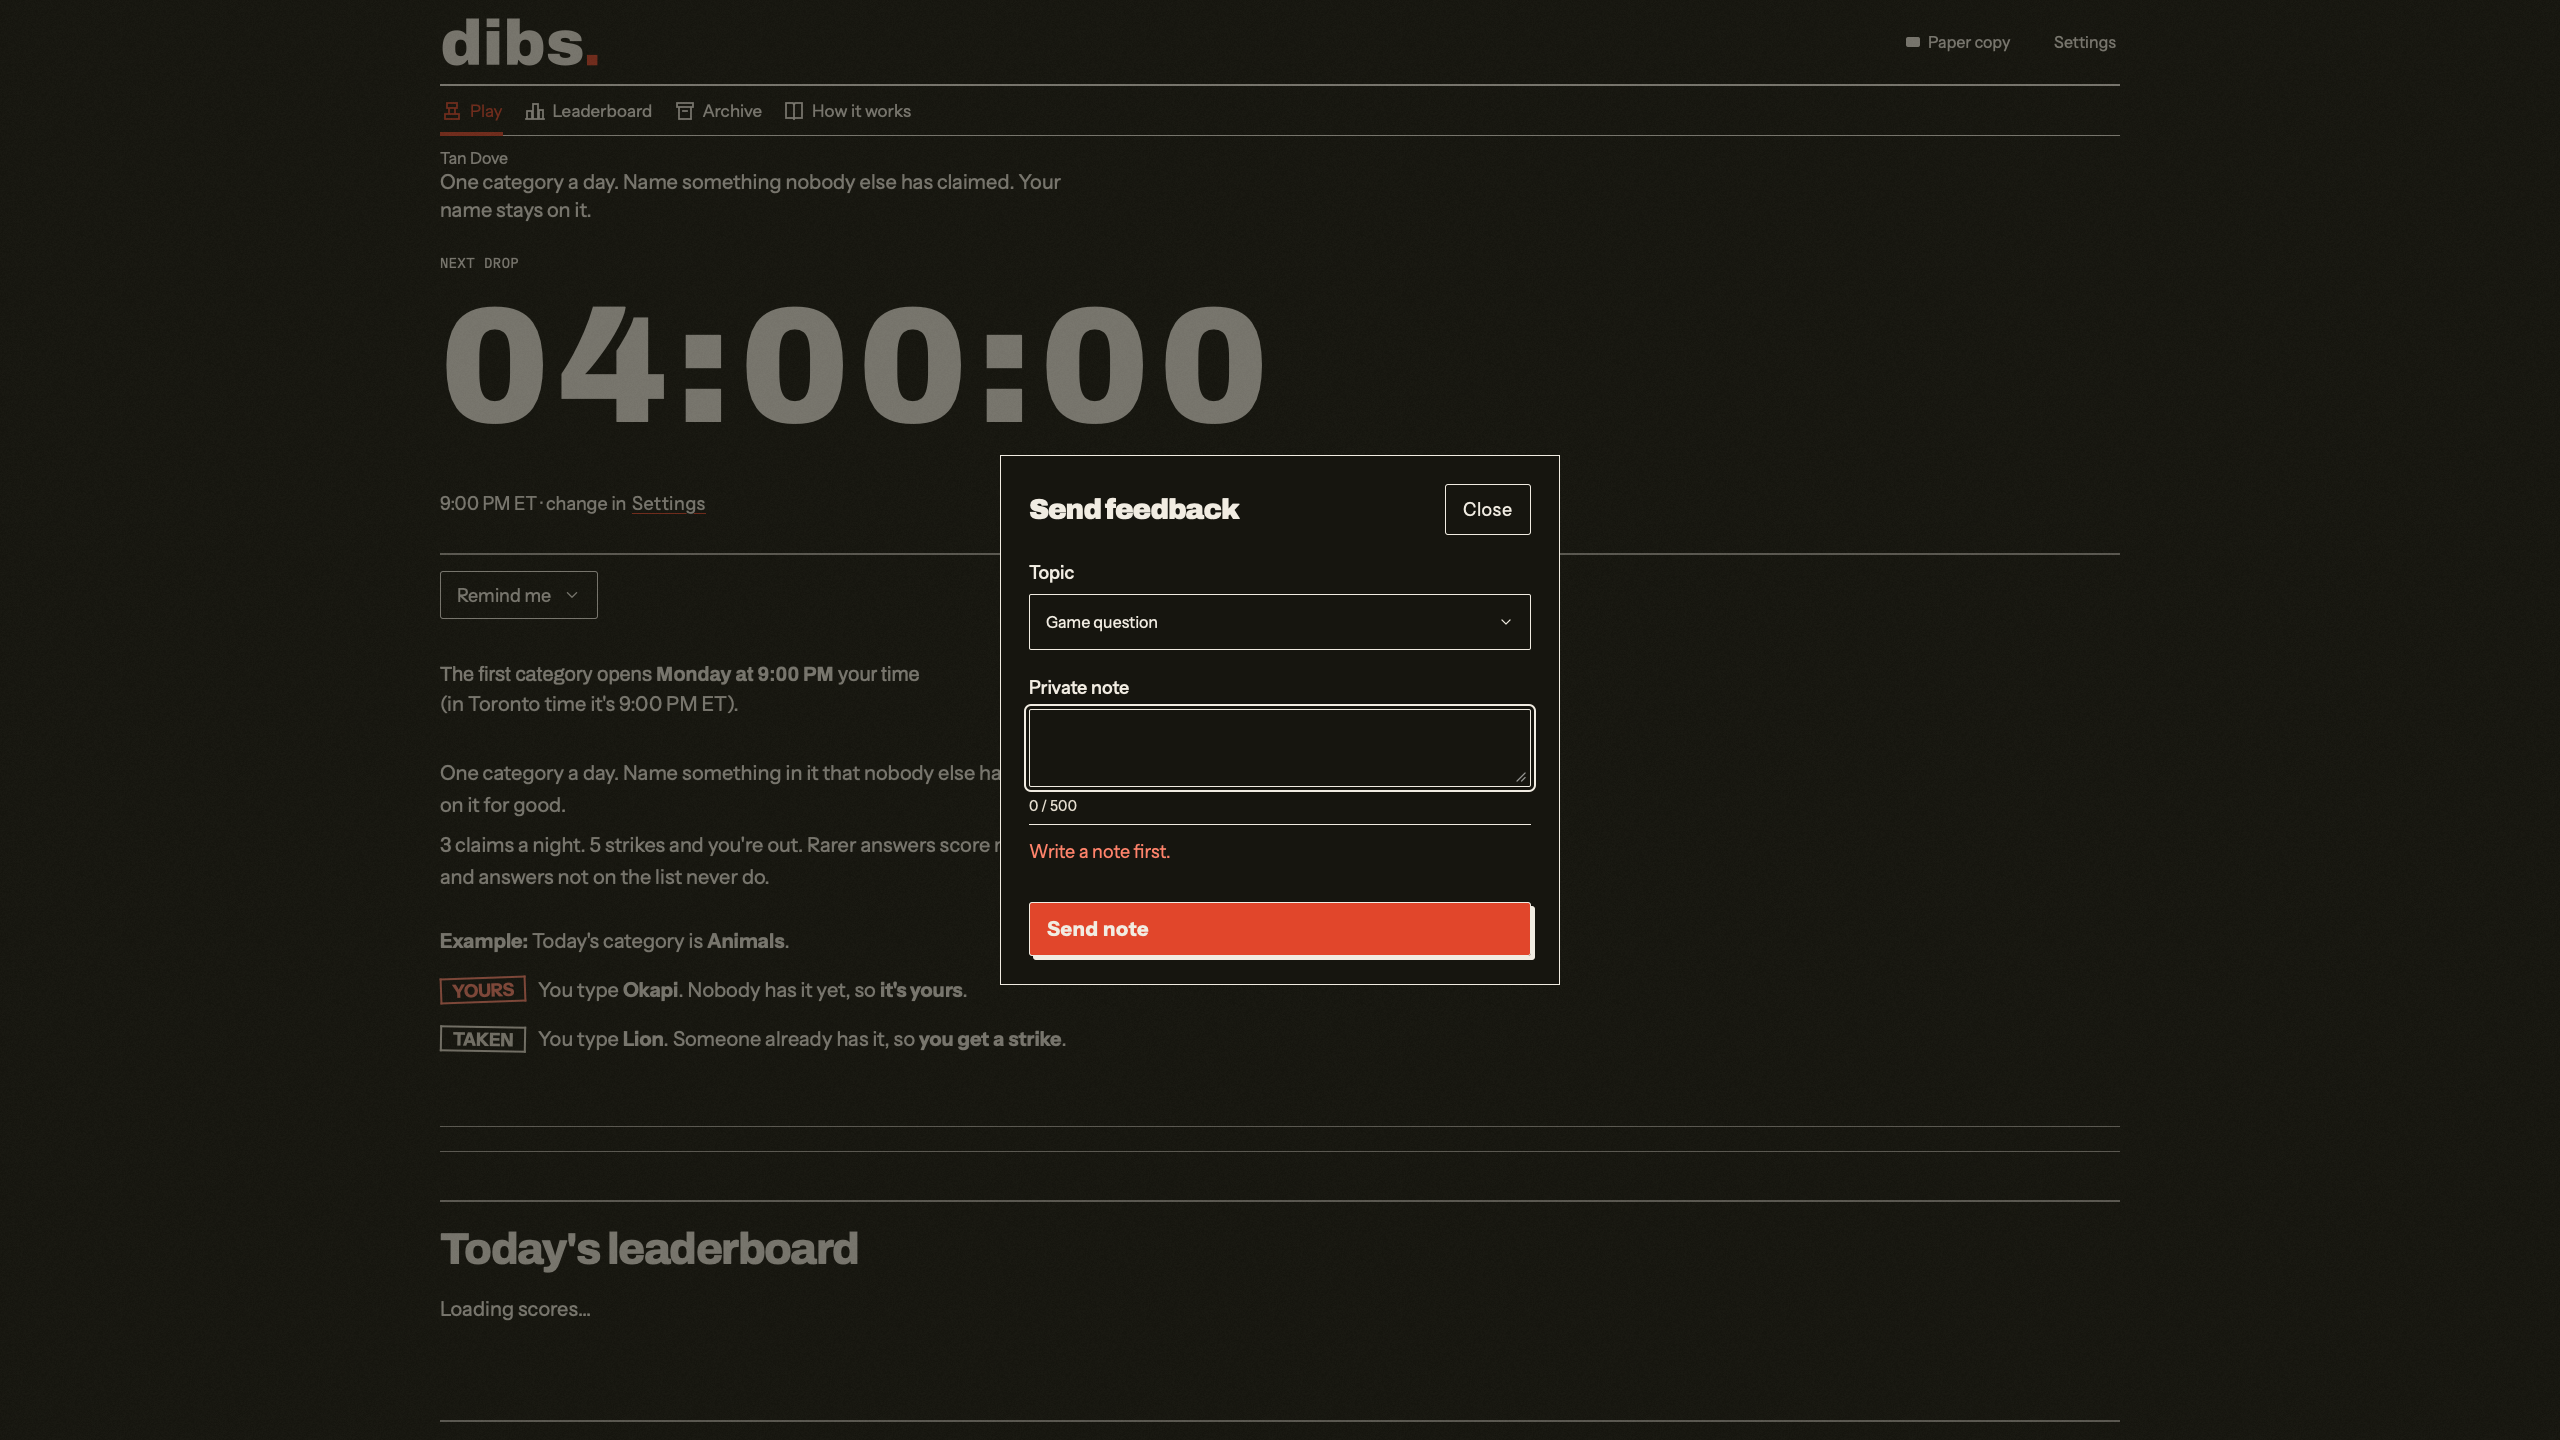 dibs.
Paper copy
Settings
Play
Leaderboard
Archive
How it works
Tan Dove
One category a day. Name something nobody else has claimed. Your
name stays on it.
NEXT DROP
04:00:00
9:00 PM ET · change in Settings
Remind me
The first category opens Monday at 9:00 PM your time
(in Toronto time it's 9:00 PM ET).
One category a day. Name something in it that nobody else
on it for good.
3 claims a night. 5 strikes and you're out. Rarer answers score
and answers not on the list never do.
Example: Today's category is Animals.
YOURS
You type Okapi. Nobody has it yet, so it's yours.
TAKEN
You type Lion. Someone already has it, so you get a strike.
Today's leaderboard
Loading scores...
Send feedback
Close
Topic
Game question
Private note
0 / 500
Write a note first.
Send note